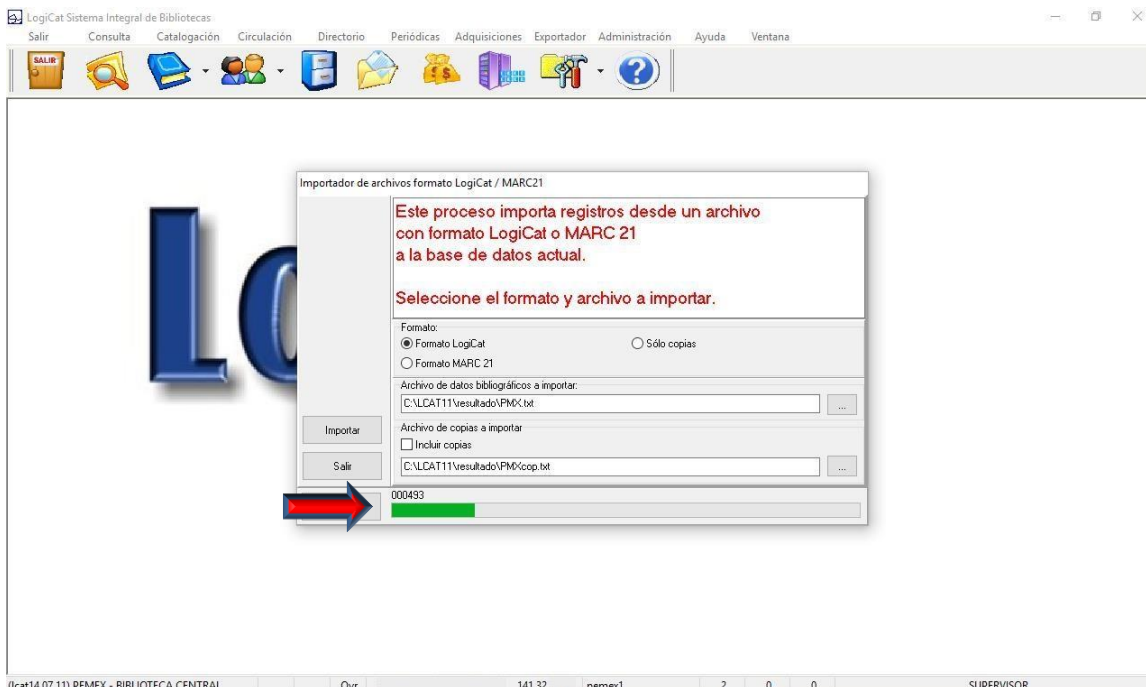 LogiCat Sistema Integral de Bibliotecas
Salir Consulta Catalogación Circulación Directorio Periódicas Adquisiciones Exportador Administración Ayuda Ventana
SALIR
Lo
Importador de archivos formato LogiCat / MARC21
Este proceso importa registros desde un archivo
con formato LogiCat o MARC 21
a la base de datos actual.
Seleccione el formato y archivo a importar.
Formato:
Formato LogiCat Sólo copias
Formato MARC 21
Archivo de datos bibliográficos a importar:
C:\LCAT11\resultado\PMX.txt ...
Importar
Archivo de copias a importar
Incluir copias
Salir
C:\LCAT11\resultado\PMXcop.txt ...
000493
(lcat14.07.11) PEMEX - BIBLIOTECA CENTRAL Ovr 141.32 pemex1 2 0 0 SUPERVISOR